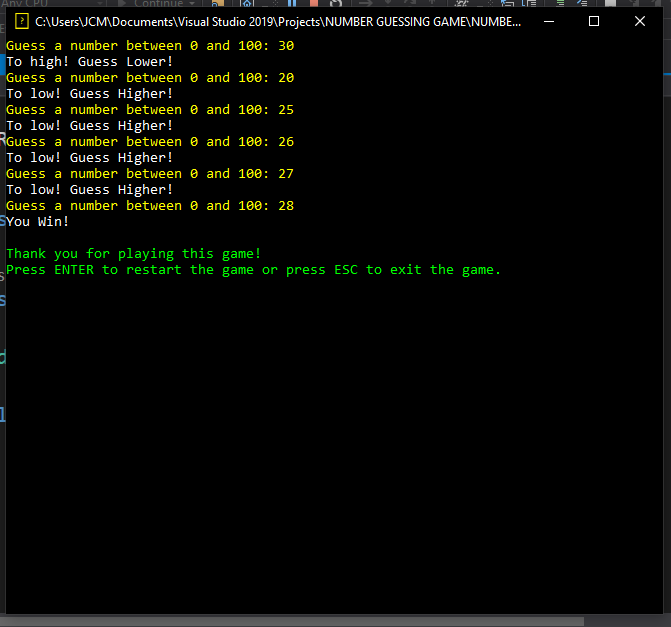 Any CPU
Continue
C:\Users\JCM\Documents\Visual Studio 2019\Projects\NUMBER GUESSING GAME\NUMBE...
Guess a number between 0 and 100: 30
To high! Guess Lower!
Guess a number between 0 and 100: 20
To low! Guess Higher!
Guess a number between 0 and 100: 25
To low! Guess Higher!
Guess a number between 0 and 100: 26
To low! Guess Higher!
Guess a number between 0 and 100: 27
To low! Guess Higher!
Guess a number between 0 and 100: 28
You Win!
Thank you for playing this game!
Press ENTER to restart the game or press ESC to exit the game.